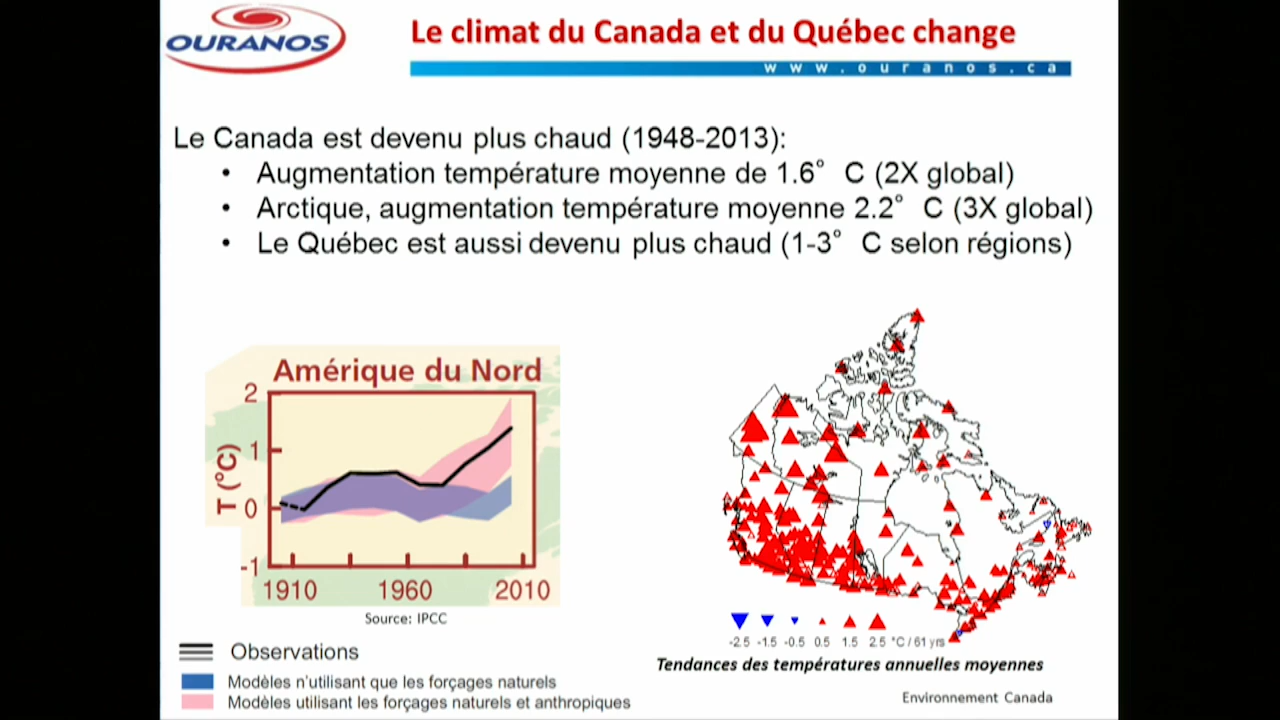 OURANOS
Le climat du Canada et du Québec change
www.ouranos.ca
Le Canada est devenu plus chaud (1948-2013):
• Augmentation température moyenne de 1.6° C (2X global)
• Arctique, augmentation température moyenne 2.2° C (3X global)
• Le Québec est aussi devenu plus chaud (1-3° C selon régions)
Amérique du Nord
T (°C)
2
1
0
-1
1910 1960 2010
Source: IPCC
Observations
Modèles n'utilisant que les forçages naturels
Modèles utilisant les forçages naturels et anthropiques
-2.5 -1.5 -0.5 0.5 1.5 2.5 °C / 61 yrs
Tendances des températures annuelles moyennes
Environnement Canada